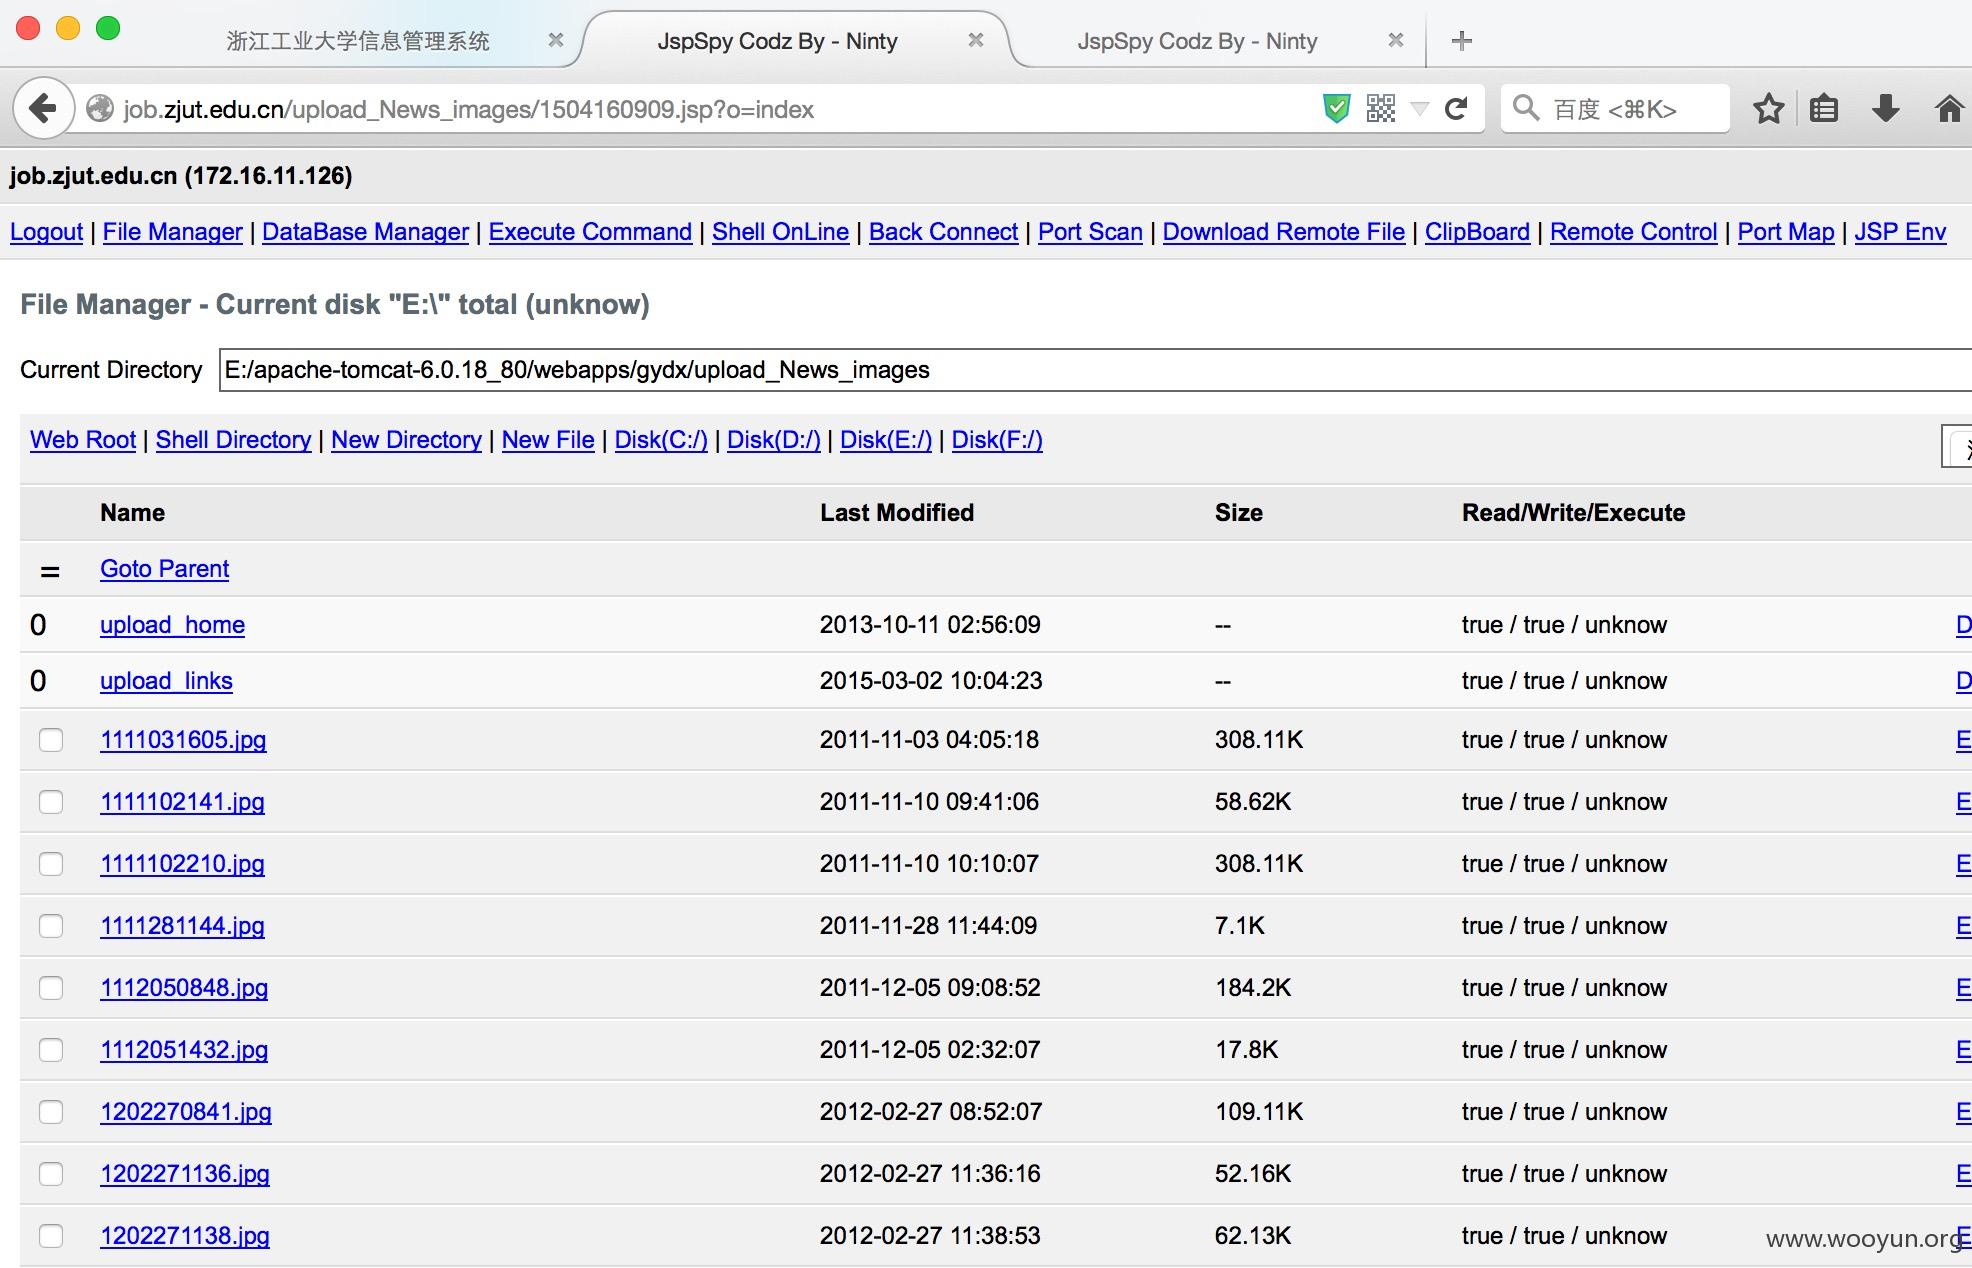 浙江工业大学信息管理系统
JspSpy Codz By - Ninty
JspSpy Codz By - Ninty
job.zjut.edu.cn/upload_News_images/1504160909.jsp?o=index
百度 <⌘K>
job.zjut.edu.cn (172.16.11.126)
Logout | File Manager | DataBase Manager | Execute Command | Shell OnLine | Back Connect | Port Scan | Download Remote File | ClipBoard | Remote Control | Port Map | JSP Env
File Manager - Current disk "E:\" total (unknow)
Current Directory E:/apache-tomcat-6.0.18_80/webapps/gydx/upload_News_images
Web Root | Shell Directory | New Directory | New File | Disk(C:/) | Disk(D:/) | Disk(E:/) | Disk(F:/)
Name Last Modified Size Read/Write/Execute
= Goto Parent
0 upload_home 2013-10-11 02:56:09 -- true / true / unknow D
0 upload_links 2015-03-02 10:04:23 -- true / true / unknow D
1111031605.jpg 2011-11-03 04:05:18 308.11K true / true / unknow E
1111102141.jpg 2011-11-10 09:41:06 58.62K true / true / unknow E
1111102210.jpg 2011-11-10 10:10:07 308.11K true / true / unknow E
1111281144.jpg 2011-11-28 11:44:09 7.1K true / true / unknow E
1112050848.jpg 2011-12-05 09:08:52 184.2K true / true / unknow E
1112051432.jpg 2011-12-05 02:32:07 17.8K true / true / unknow E
1202270841.jpg 2012-02-27 08:52:07 109.11K true / true / unknow E
1202271136.jpg 2012-02-27 11:36:16 52.16K true / true / unknow E
1202271138.jpg 2012-02-27 11:38:53 62.13K true / true / unknow E
www.wooyun.org